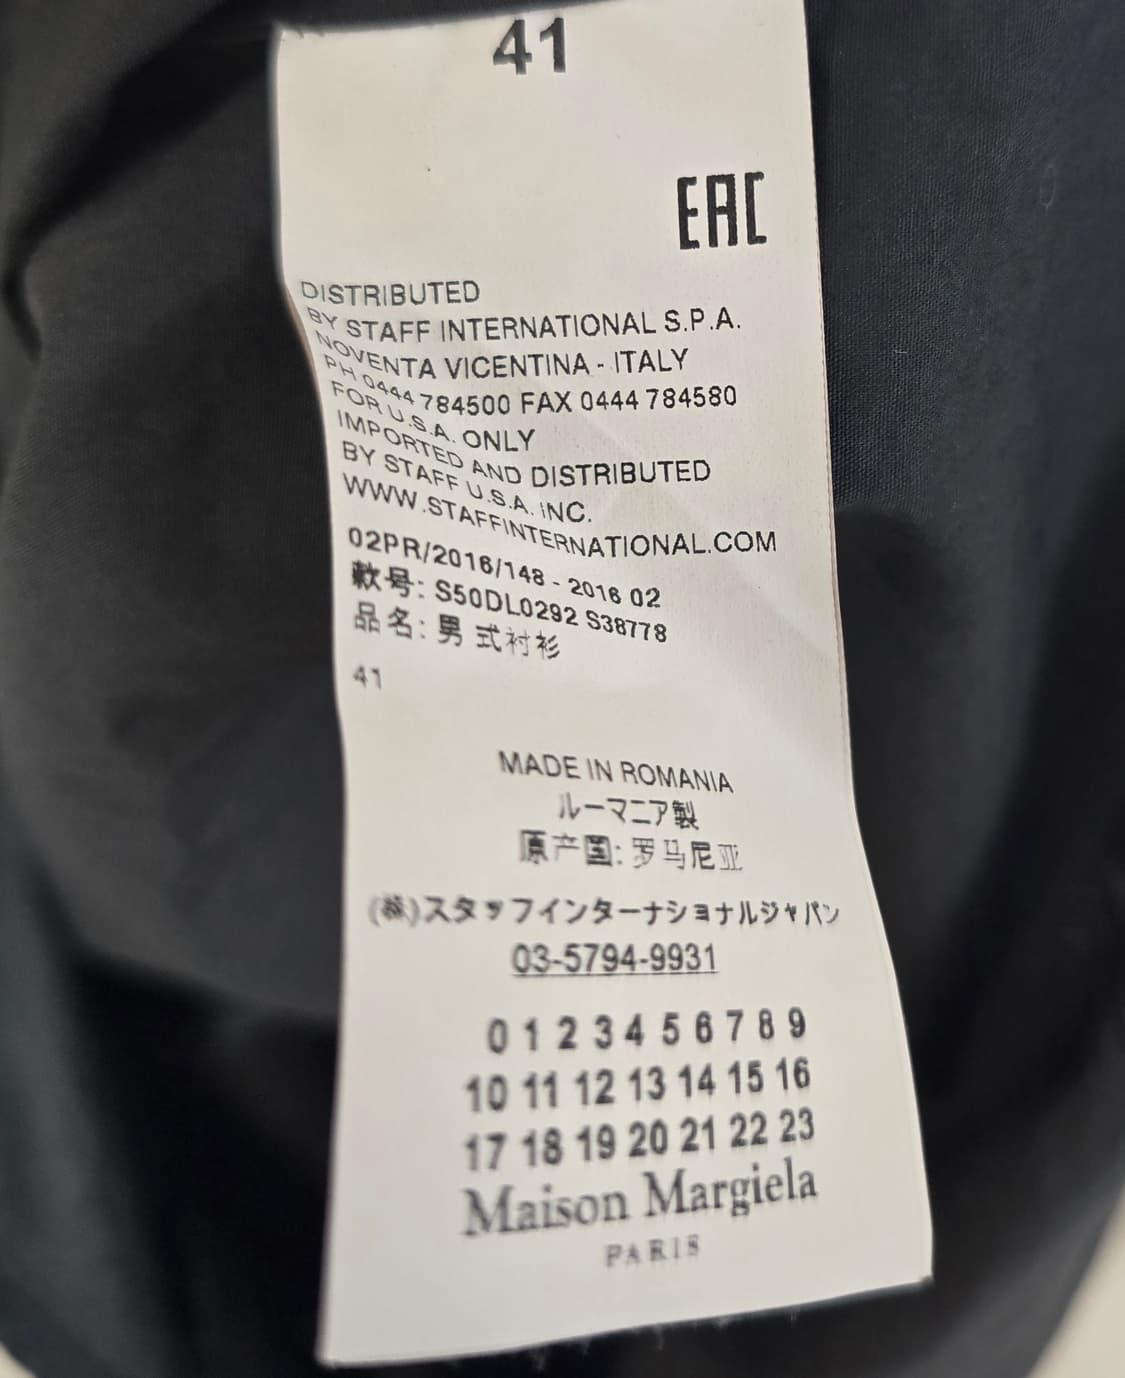 41
EAC
DISTRIBUTED
BY STAFF INTERNATIONAL S.P.A.
NOVENTA VICENTINA - ITALY
PH 0444 784500 FAX 0444 784580
FOR U.S.A. ONLY
IMPORTED AND DISTRIBUTED
BY STAFF U.S.A. INC.
WWW.STAFFINTERNATIONAL.COM
02PR/2016/148 - 2016 02
款号: S50DL0292 S38778
品名: 男式衬衫
41
MADE IN ROMANIA
ルーマニア製
原产国: 罗马尼亚
(株)スタッフインターナショナルジャパン
03-5794-9931
0 1 2 3 4 5 6 7 8 9
10 11 12 13 14 15 16
17 18 19 20 21 22 23
Maison Margiela
PARIS